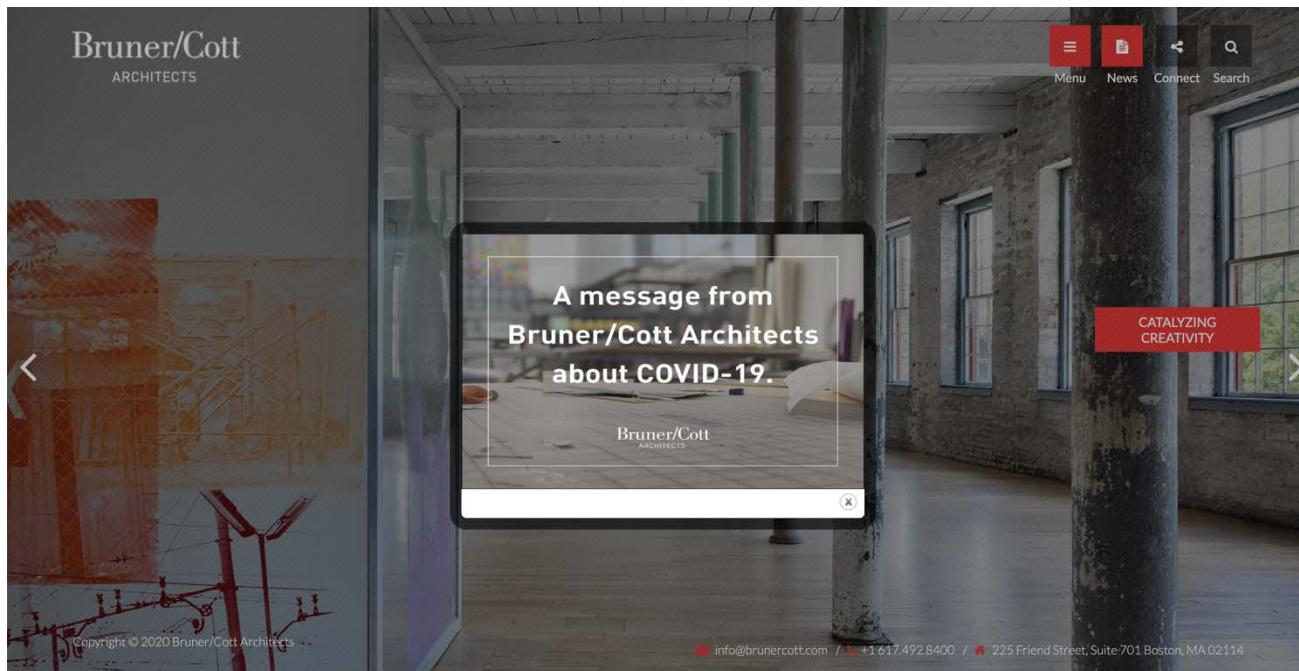 Bruner/Cott
ARCHITECTS
Menu News Connect Search
A message from
Bruner/Cott Architects
about COVID-19.
Bruner/Cott
ARCHITECTS
X
CATALYZING
CREATIVITY
Copyright © 2020 Bruner/Cott Architects
info@brunercott.com / +1 617.492.8400 / 225 Friend Street, Suite 701 Boston, MA 02114